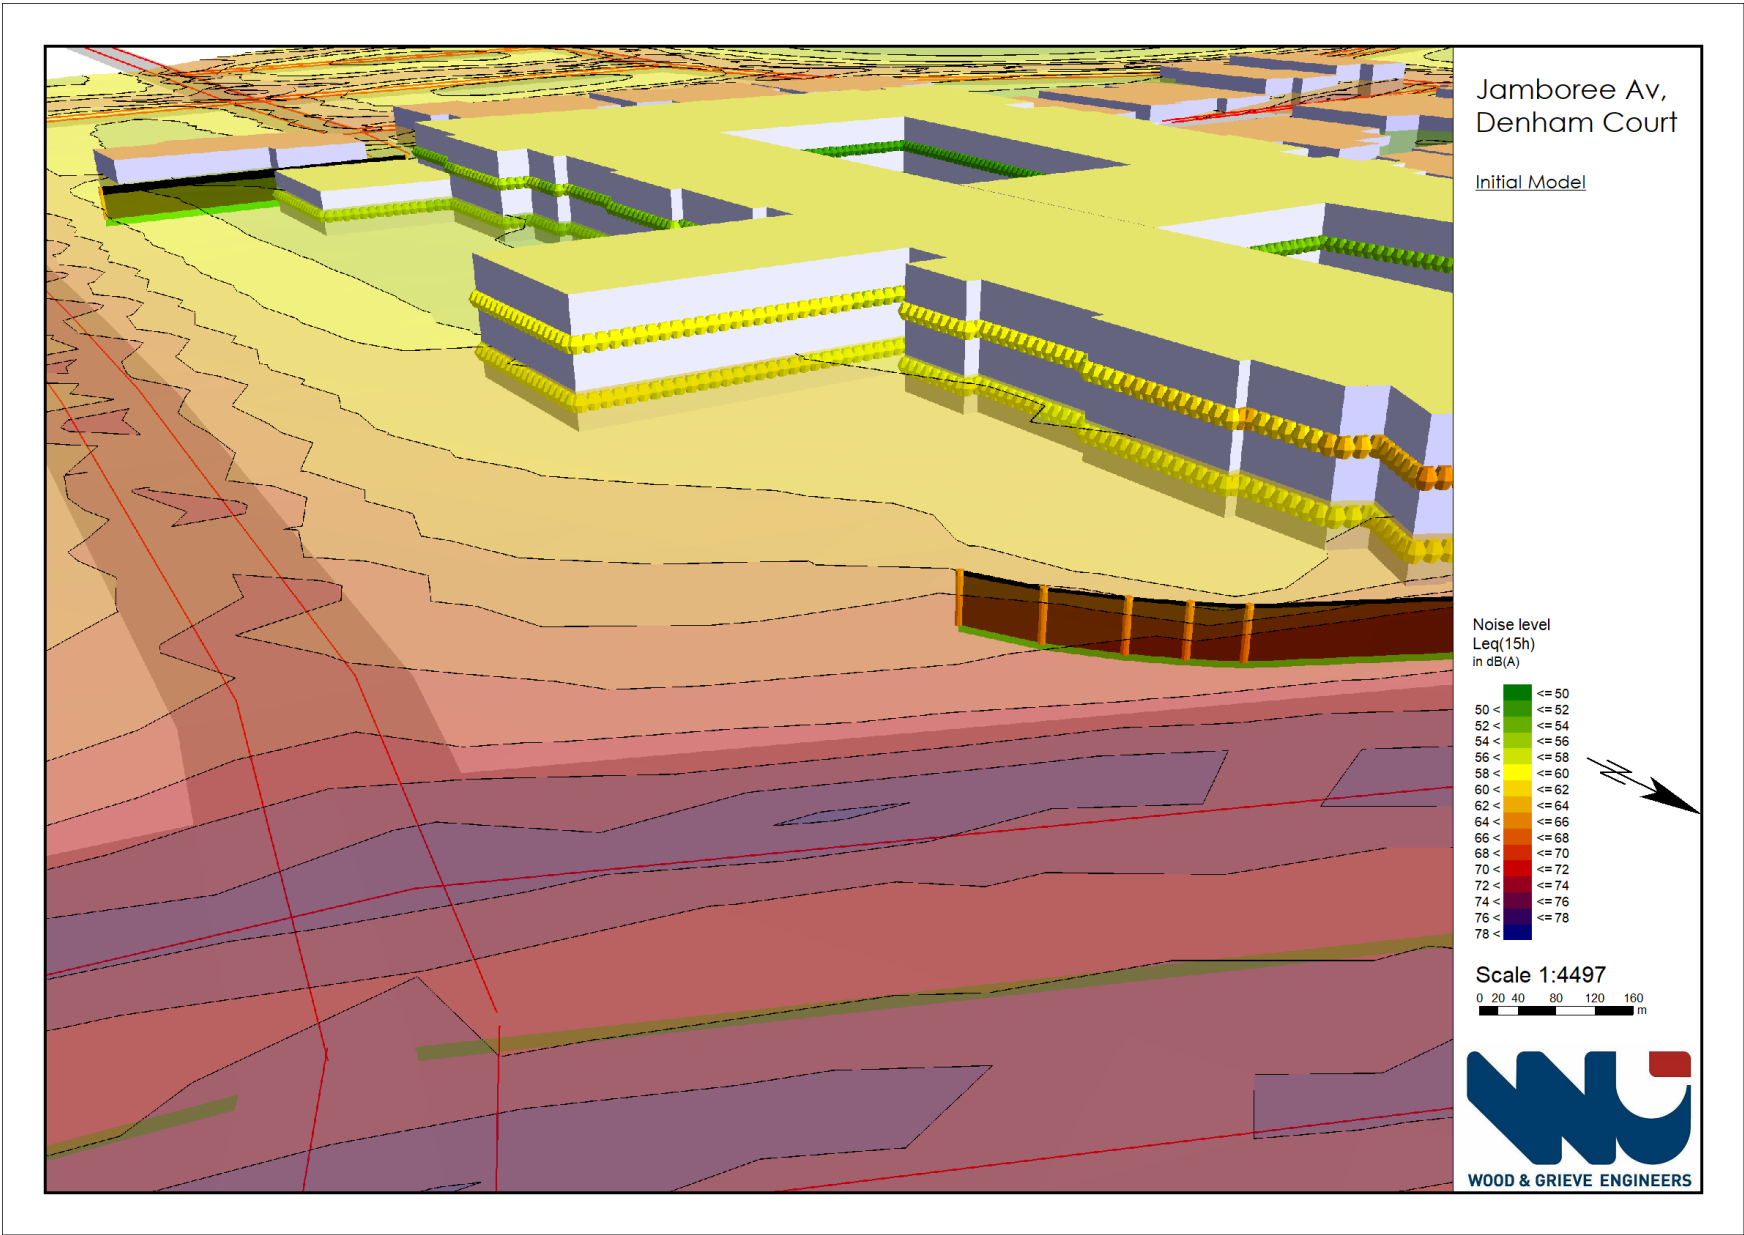 Jamboree Av,
Denham Court
Initial Model
Noise level
Leq(15h)
in dB(A)
<= 50
50 < <= 52
52 < <= 54
54 < <= 56
56 < <= 58
58 < <= 60
60 < <= 62
62 < <= 64
64 < <= 66
66 < <= 68
68 < <= 70
70 < <= 72
72 < <= 74
74 < <= 76
76 < <= 78
78 <
Scale 1:4497
0 20 40 80 120 160
m
WOOD & GRIEVE ENGINEERS